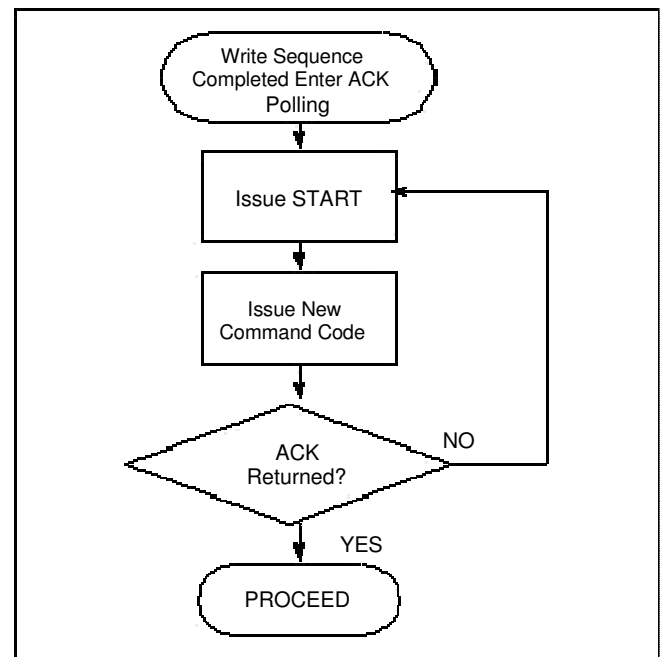 Write Sequence
Completed Enter ACK
Polling
Issue START
Issue New
Command Code
ACK
Returned?
NO
YES
PROCEED